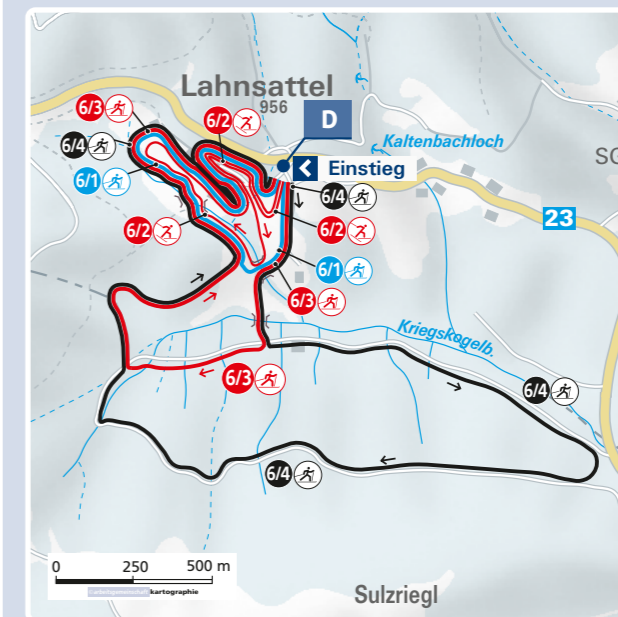 Lahnsattel
956
6/3
6/2
D
6/4
Kaltenbachloch
Einstieg
6/1
6/4
SC
23
6/2
6/2
6/1
6/3
Kriegskogelb.
6/3
6/4
6/4
0 250 500 m
kartographie
Sulzriegl